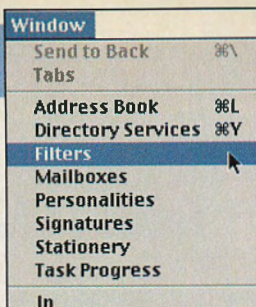 Window
Send to Back ⌘\
Tabs
Address Book ⌘L
Directory Services ⌘Y
Filters
Mailboxes
Personalities
Signatures
Stationery
Task Progress
In